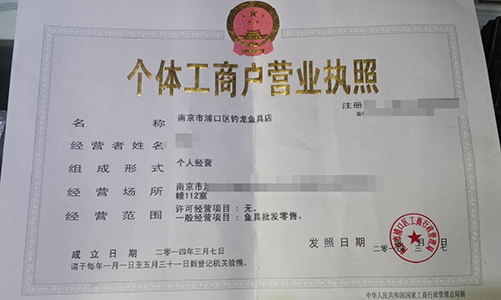 个体工商户营业执照
注册
名称 南京市浦口区钓龙鱼具店
经营者姓名
组成形式 个人经营
经营场所 南京市
幢112室
经营范围 许可经营项目：无。
一般经营项目：鱼具批发零售。
成立日期 二〇一四年三月七日
发照日期
请于每年一月一日至五月三十一日到登记机关验照。
中华人民共和国国家工商行政管理总局制